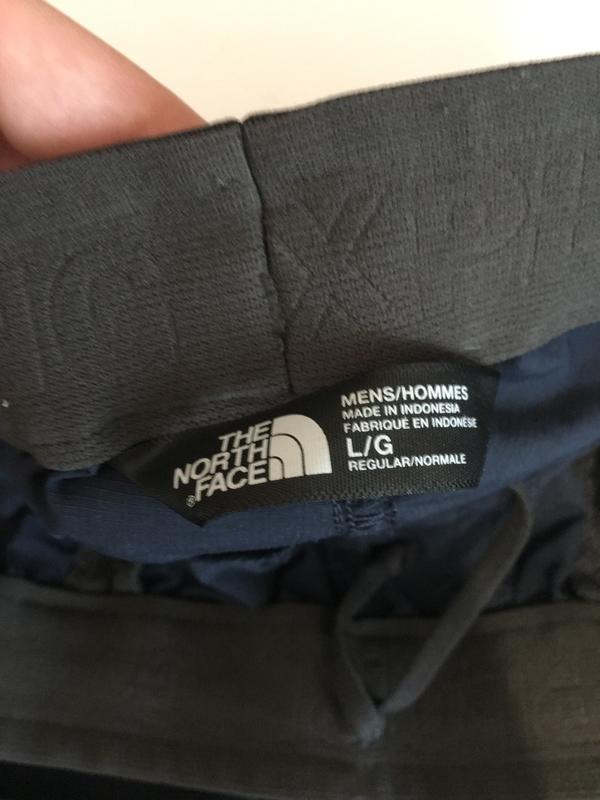 THE
NORTH
FACE®
MENS/HOMMES
MADE IN INDONESIA
FABRIQUÉ EN INDONÉSIE
L/G
REGULAR/NORMALE